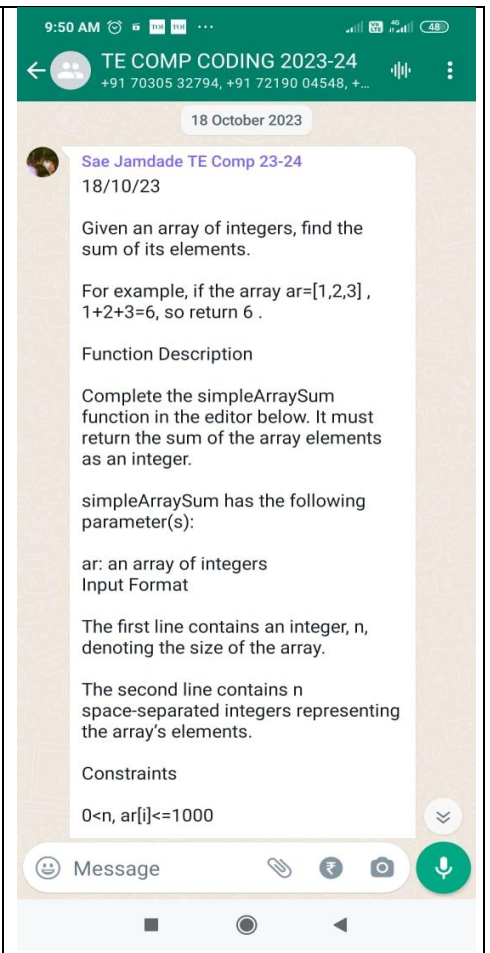 9:50 AM
TOI TOI ...
4G
48
TE COMP CODING 2023-24
+91 70305 32794, +91 72190 04548, +...
18 October 2023
Sae Jamdade TE Comp 23-24
18/10/23
Given an array of integers, find the
sum of its elements.
For example, if the array ar=[1,2,3] ,
1+2+3=6, so return 6 .
Function Description
Complete the simpleArraySum
function in the editor below. It must
return the sum of the array elements
as an integer.
simpleArraySum has the following
parameter(s):
ar: an array of integers
Input Format
The first line contains an integer, n,
denoting the size of the array.
The second line contains n
space-separated integers representing
the array’s elements.
Constraints
0<n, ar[i]<=1000
Message
₹